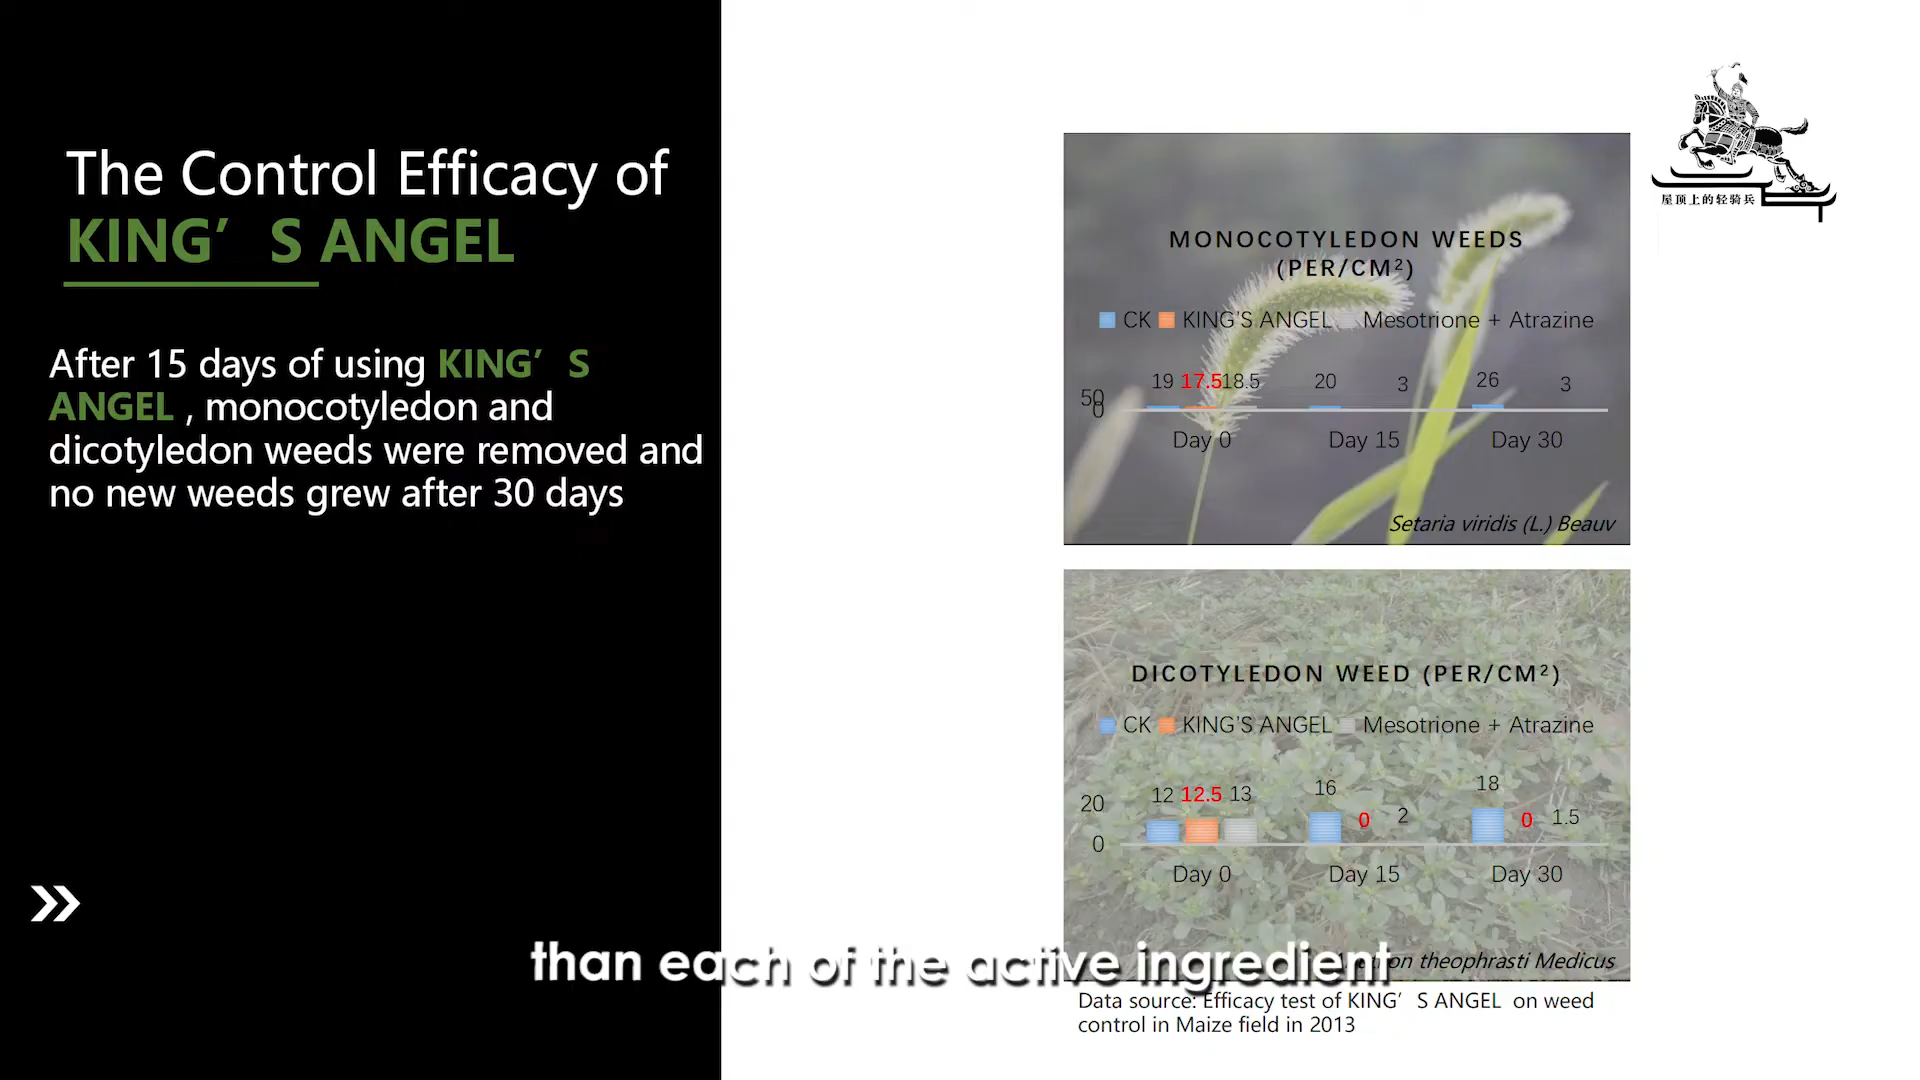 The Control Efficacy of
KING’S ANGEL
After 15 days of using KING’S
ANGEL , monocotyledon and
dicotyledon weeds were removed and
no new weeds grew after 30 days
屋顶上的轻骑兵
MONOCOTYLEDON WEEDS
(PER/CM²)
CK KING'S ANGEL Mesotrione + Atrazine
50
0
19 17.5 18.5 20 3 26 3
Day 0 Day 15 Day 30
Setaria viridis (L.) Beauv
DICOTYLEDON WEED (PER/CM²)
CK KING'S ANGEL Mesotrione + Atrazine
20
0
12 12.5 13 16 0 2 18 0 1.5
Day 0 Day 15 Day 30
theophrasti Medicus
than each of the active ingredient
Data source: Efficacy test of KING’S ANGEL on weed
control in Maize field in 2013